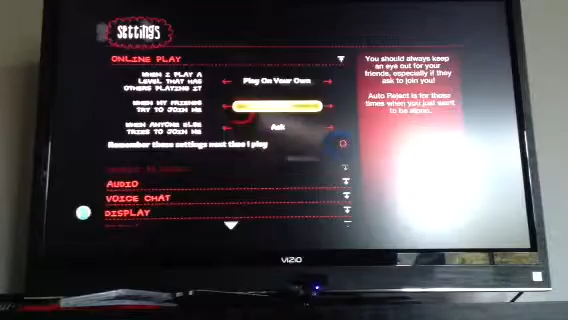 Settings
ONLINE PLAY
WHEN I PLAY A
LEVEL THAT HAS
OTHERS PLAYING IT
Play On Your Own
WHEN MY FRIENDS
TRY TO JOIN ME
WHEN ANYONE ELSE
TRIES TO JOIN ME
Ask
Remember these settings next time I play
AUDIO
VOICE CHAT
DISPLAY
You should always keep
an eye out for your
friends, especially if they
ask to join you!
Auto Reject is for those
times when you just want
to be alone.
VIZIO